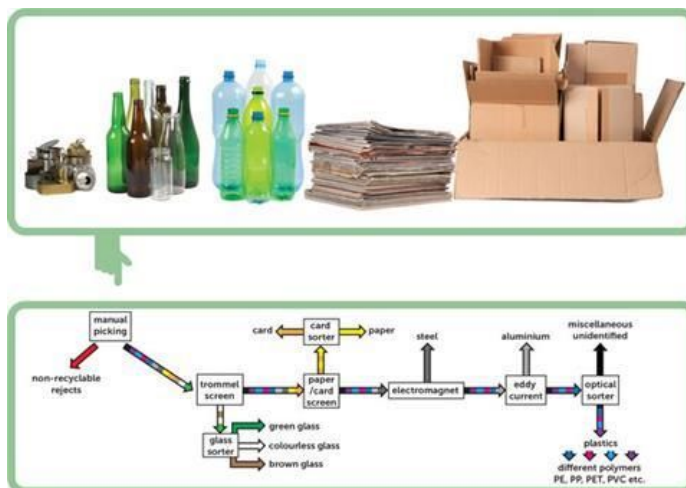 manual
picking
non-recyclable
rejects
trommel
screen
glass
sorter
green glass
colourless glass
brown glass
card
card
sorter
paper
paper
/card
screen
steel
electromagnet
aluminium
eddy
current
miscellaneous
unidentified
optical
sorter
plastics
different polymers
PE, PP, PET, PVC etc.